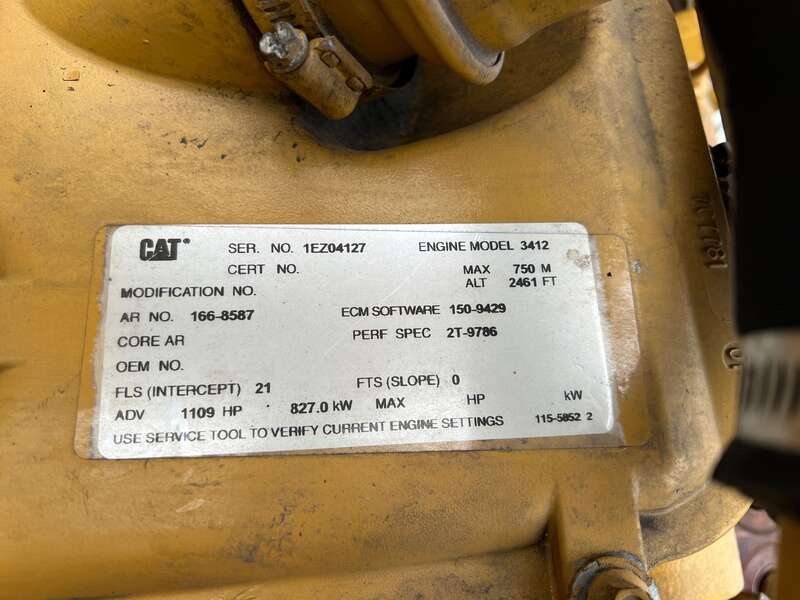 CAT® SER. NO. 1EZ04127 ENGINE MODEL 3412
CERT NO. MAX 750 M
MODIFICATION NO. ALT 2461 FT
AR NO. 166-8587 ECM SOFTWARE 150-9429
CORE AR PERF SPEC 2T-9786
OEM NO.
FLS (INTERCEPT) 21 FTS (SLOPE) 0
ADV 1109 HP 827.0 kW MAX HP kW
USE SERVICE TOOL TO VERIFY CURRENT ENGINE SETTINGS 115-5852 2
10